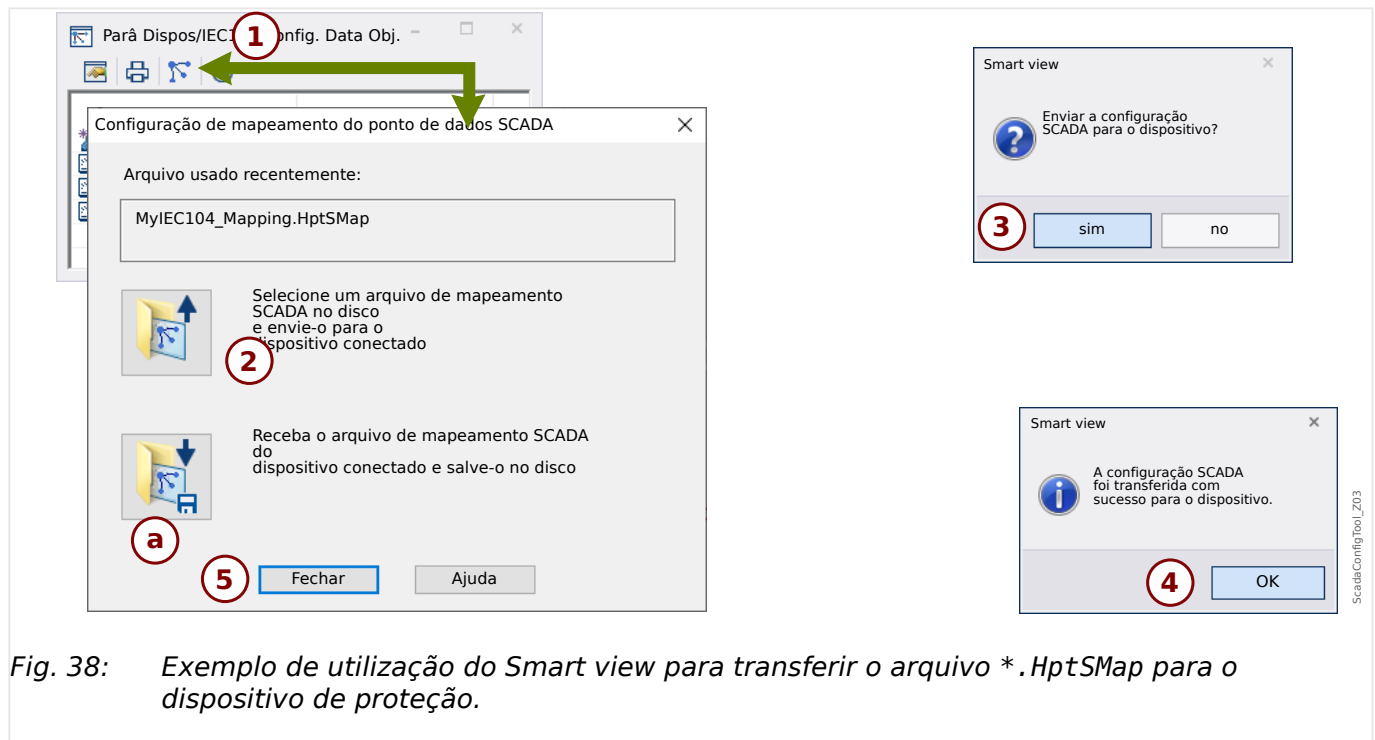 Parâ Dispos/IEC1 onfig. Data Obj.
1
Configuração de mapeamento do ponto de dados SCADA
Arquivo usado recentemente:
MyIEC104_Mapping.HptSMap
Selecione um arquivo de mapeamento
SCADA no disco
e envie-o para o
dispositivo conectado
2
Receba o arquivo de mapeamento SCADA
do
dispositivo conectado e salve-o no disco
a
5
Fechar
Ajuda
Smart view
Enviar a configuração
SCADA para o dispositivo?
3
sim
no
Smart view
A configuração SCADA
foi transferida com
sucesso para o dispositivo.
4
OK
ScadaConfigTool_Z03
Fig. 38: Exemplo de utilização do Smart view para transferir o arquivo *.HptSMap para o
dispositivo de proteção.